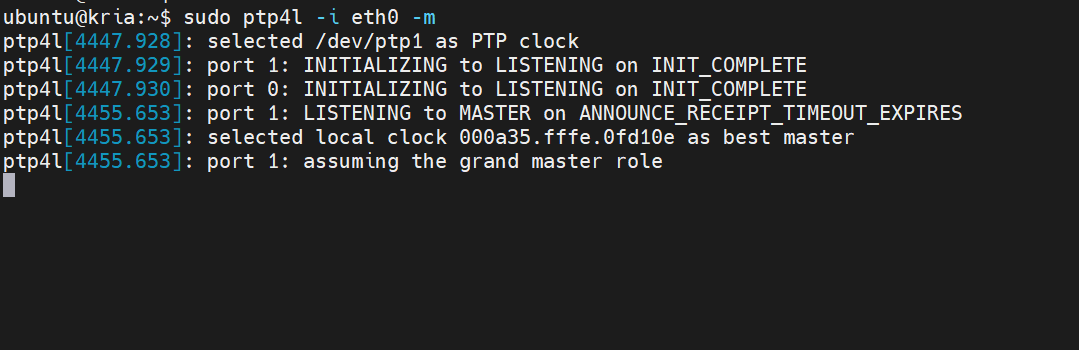 ubuntu@kria:~$ sudo ptp4l -i eth0 -m
ptp4l[4447.928]: selected /dev/ptp1 as PTP clock
ptp4l[4447.929]: port 1: INITIALIZING to LISTENING on INIT_COMPLETE
ptp4l[4447.930]: port 0: INITIALIZING to LISTENING on INIT_COMPLETE
ptp4l[4455.653]: port 1: LISTENING to MASTER on ANNOUNCE_RECEIPT_TIMEOUT_EXPIRES
ptp4l[4455.653]: selected local clock 000a35.fffe.0fd10e as best master
ptp4l[4455.653]: port 1: assuming the grand master role